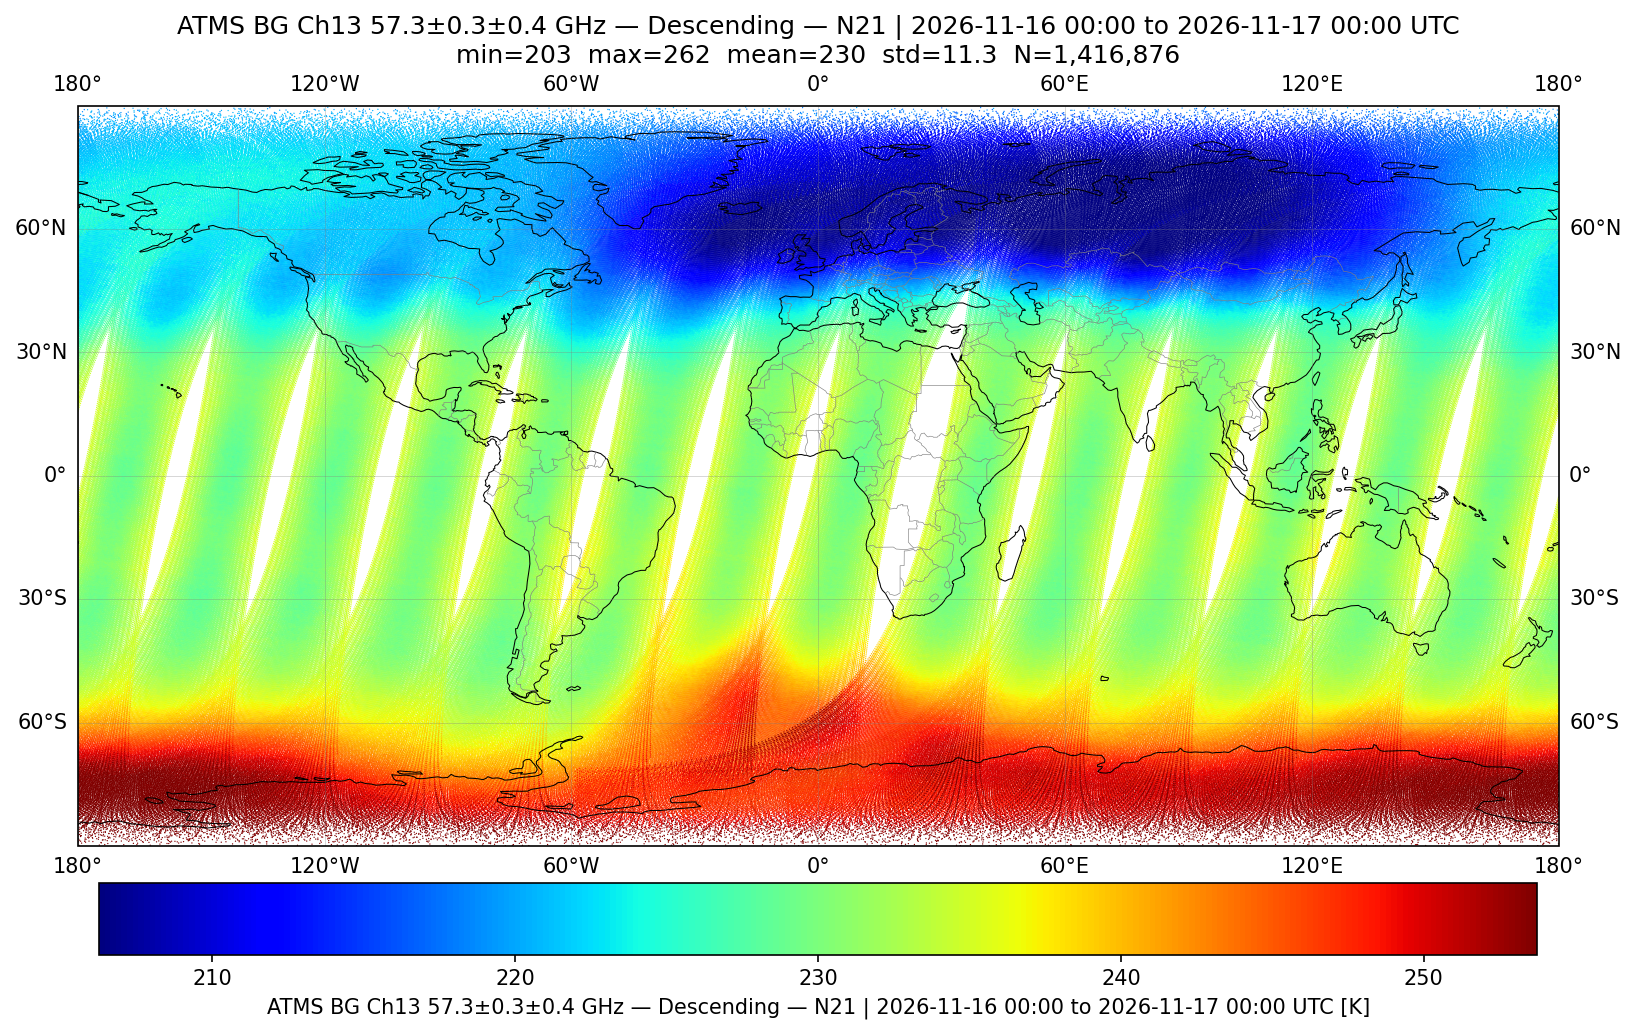 ATMS BG Ch13 57.3±0.3±0.4 GHz — Descending — N21 | 2026-11-16 00:00 to 2026-11-17 00:00 UTC
min=203  max=262  mean=230  std=11.3  N=1,416,876
180° 120°W 60°W 0° 60°E 120°E 180°
60°N 60°N
30°N 30°N
0° 0°
30°S 30°S
60°S 60°S
180° 120°W 60°W 0° 60°E 120°E 180°
210 220 230 240 250
ATMS BG Ch13 57.3±0.3±0.4 GHz — Descending — N21 | 2026-11-16 00:00 to 2026-11-17 00:00 UTC [K]